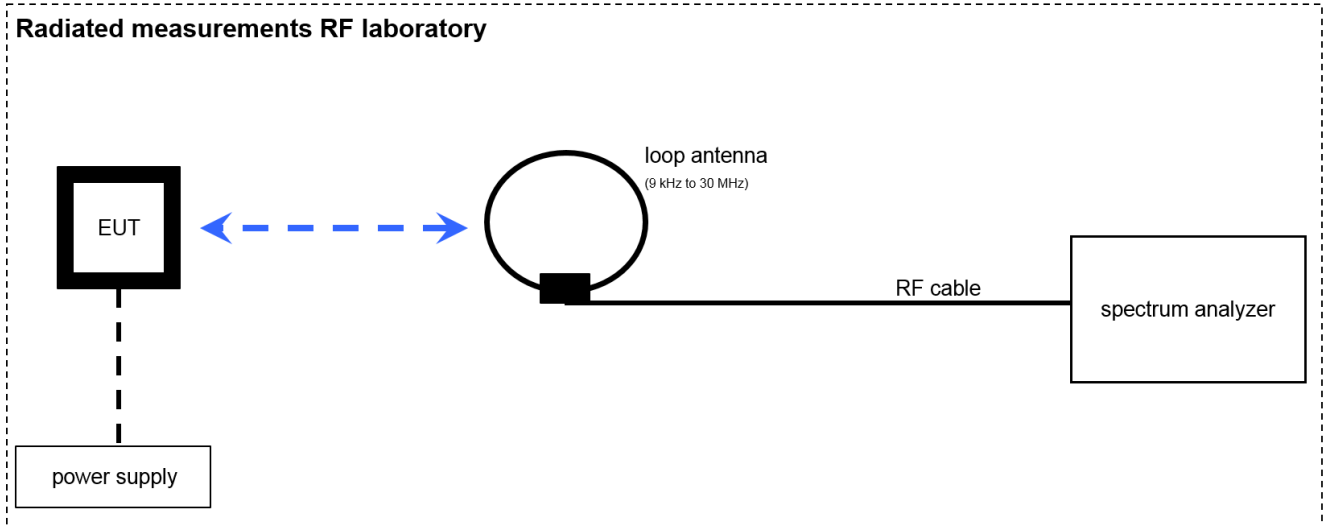 Radiated measurements RF laboratory
loop antenna
(9 kHz to 30 MHz)
EUT
RF cable
spectrum analyzer
power supply